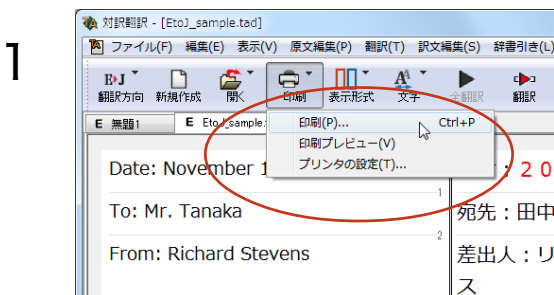 1
対訳翻訳 - [EtoJ_sample.tad]
ファイル(F) 編集(E) 表示(V) 原文編集(P) 翻訳(T) 訳文編集(S) 辞書引き(L)
E›J
翻訳方向 新規作成 開く 印刷 表示形式 文字 全翻訳 翻訳
E 無題1 E EtoJ_sample.
印刷(P)... Ctrl+P
印刷プレビュー(V)
プリンタの設定(T)...
Date: November 1
: 20
1
To: Mr. Tanaka
宛先：田中
2
From: Richard Stevens
差出人：リ
ス